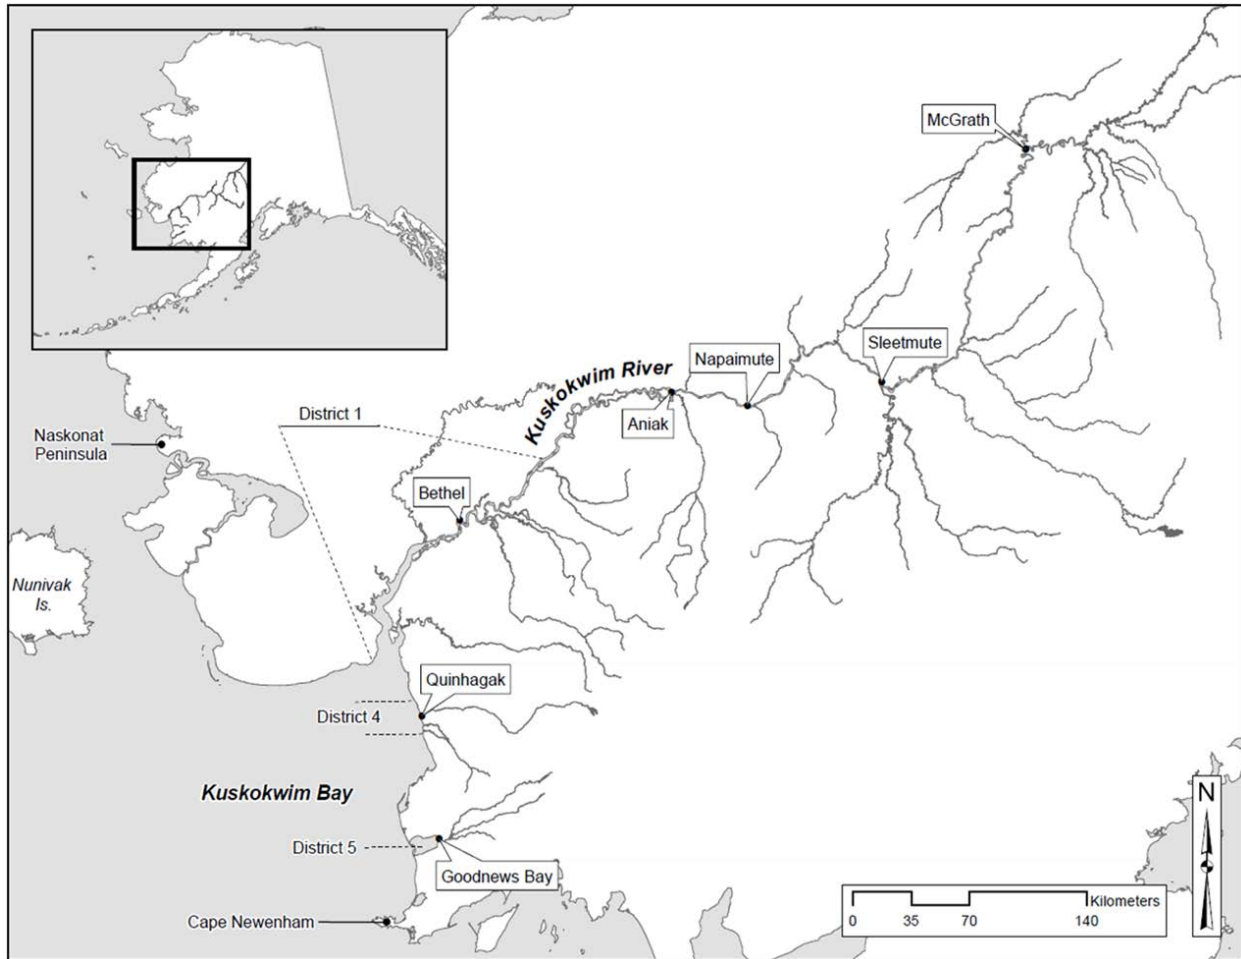 McGrath
Sleetmute
Napaimute
Kuskokwim River
Aniak
District 1
Naskonat
Peninsula
Bethel
Nunivak
Is.
Quinhagak
District 4
Kuskokwim Bay
District 5
Goodnews Bay
Cape Newenham
N
Kilometers
0 35 70 140